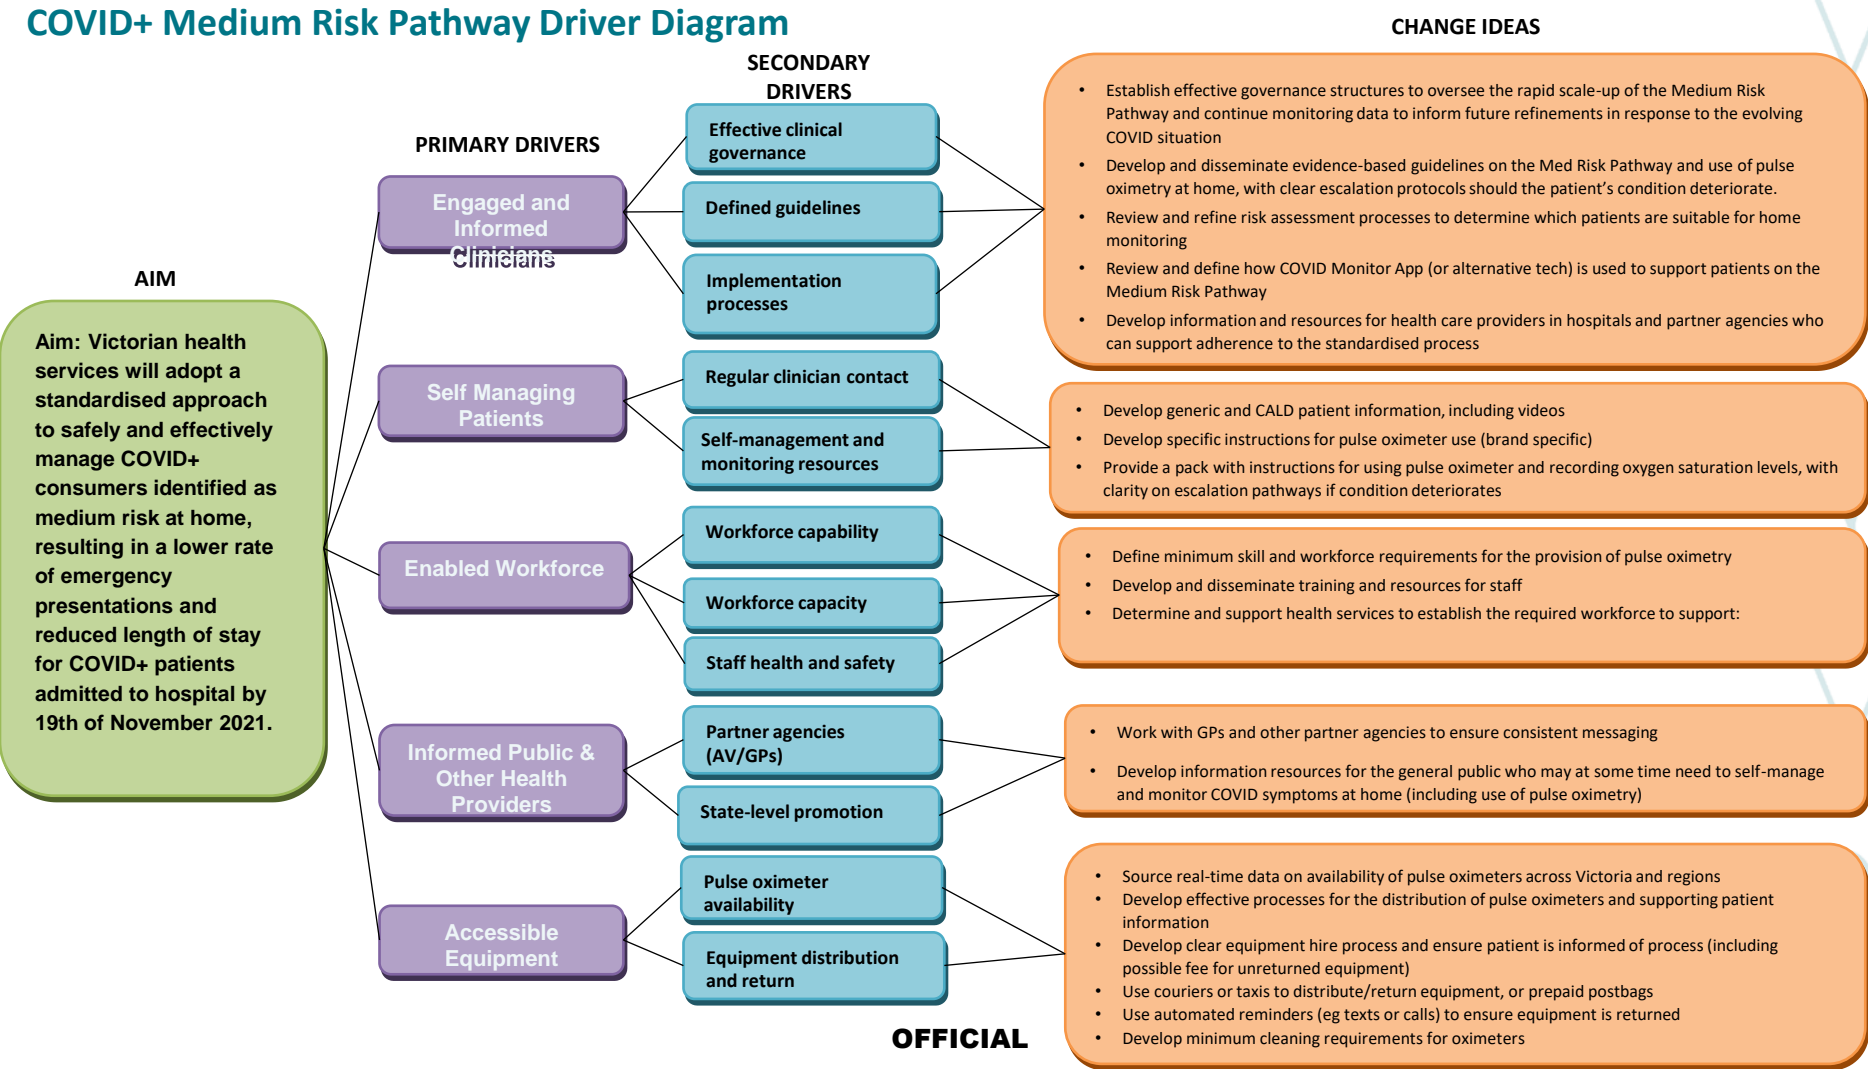 COVID+ Medium Risk Pathway Driver Diagram
AIM
Aim: Victorian health
services will adopt a
standardised approach
to safely and effectively
manage COVID+
consumers identified as
medium risk at home,
resulting in a lower rate
of emergency
presentations and
reduced length of stay
for COVID+ patients
admitted to hospital by
19th of November 2021.
PRIMARY DRIVERS
Engaged and
Informed
Clinicians
Self Managing
Patients
Enabled Workforce
Informed Public &
Other Health
Providers
Accessible
Equipment
SECONDARY
DRIVERS
Effective clinical
governance
Defined guidelines
Implementation
processes
Regular clinician contact
Self-management and
monitoring resources
Workforce capability
Workforce capacity
Staff health and safety
Partner agencies
(AV/GPs)
State-level promotion
Pulse oximeter
availability
Equipment distribution
and return
CHANGE IDEAS
• Establish effective governance structures to oversee the rapid scale-up of the Medium Risk
Pathway and continue monitoring data to inform future refinements in response to the evolving
COVID situation
• Develop and disseminate evidence-based guidelines on the Med Risk Pathway and use of pulse
oximetry at home, with clear escalation protocols should the patient's condition deteriorate.
• Review and refine risk assessment processes to determine which patients are suitable for home
monitoring
• Review and define how COVID Monitor App (or alternative tech) is used to support patients on the
Medium Risk Pathway
• Develop information and resources for health care providers in hospitals and partner agencies who
can support adherence to the standardised process
• Develop generic and CALD patient information, including videos
• Develop specific instructions for pulse oximeter use (brand specific)
• Provide a pack with instructions for using pulse oximeter and recording oxygen saturation levels, with
clarity on escalation pathways if condition deteriorates
• Define minimum skill and workforce requirements for the provision of pulse oximetry
• Develop and disseminate training and resources for staff
• Determine and support health services to establish the required workforce to support:
• Work with GPs and other partner agencies to ensure consistent messaging
• Develop information resources for the general public who may at some time need to self-manage
and monitor COVID symptoms at home (including use of pulse oximetry)
• Source real-time data on availability of pulse oximeters across Victoria and regions
• Develop effective processes for the distribution of pulse oximeters and supporting patient
information
• Develop clear equipment hire process and ensure patient is informed of process (including
possible fee for unreturned equipment)
• Use couriers or taxis to distribute/return equipment, or prepaid postbags
• Use automated reminders (eg texts or calls) to ensure equipment is returned
• Develop minimum cleaning requirements for oximeters
OFFICIAL